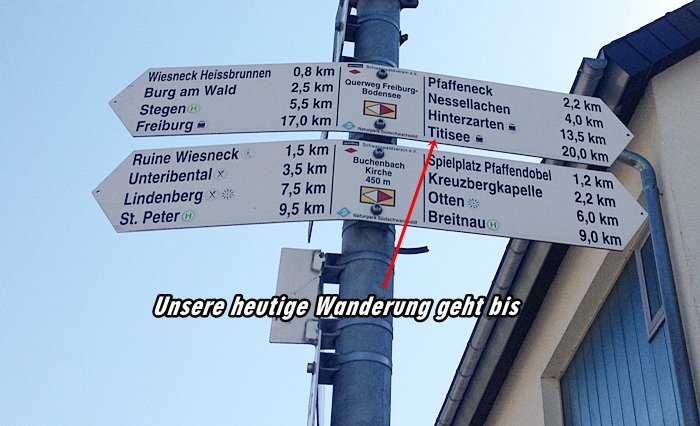 Wiesneck Heissbrunnen 0,8 km
Burg am Wald 2,5 km
Stegen H 5,5 km
Freiburg 17,0 km
Schwarzwaldverein e.V.
Querweg Freiburg-
Bodensee
Naturpark Südschwarzwald
Pfaffeneck 2,2 km
Nessellachen 4,0 km
Hinterzarten 13,5 km
Titisee 20,0 km
Ruine Wiesneck 1,5 km
Unteribental 3,5 km
Lindenberg 7,5 km
St. Peter H 9,5 km
Schwarzwaldverein e.V.
Buchenbach
Kirche
450 m
Naturpark Südschwarzwald
Spielplatz Pfaffendobel 1,2 km
Kreuzbergkapelle 2,2 km
Otten 6,0 km
Breitnau H 9,0 km
Unsere heutige Wanderung geht bis